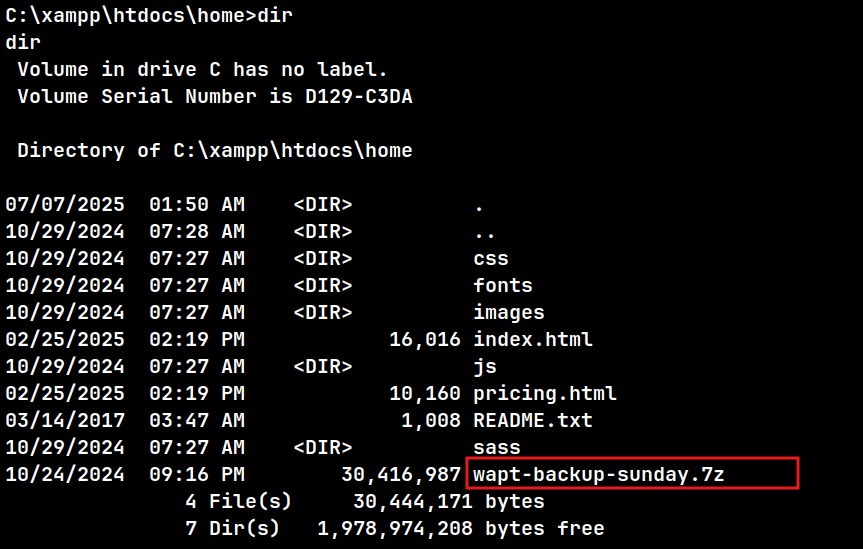 C:\xampp\htdocs\home>dir
dir
 Volume in drive C has no label.
 Volume Serial Number is D129-C3DA
 Directory of C:\xampp\htdocs\home
07/07/2025  01:50 AM    <DIR>          .
10/29/2024  07:28 AM    <DIR>          ..
10/29/2024  07:27 AM    <DIR>          css
10/29/2024  07:27 AM    <DIR>          fonts
10/29/2024  07:27 AM    <DIR>          images
02/25/2025  02:19 PM            16,016 index.html
10/29/2024  07:27 AM    <DIR>          js
02/25/2025  02:19 PM            10,160 pricing.html
03/14/2017  03:47 AM             1,008 README.txt
10/29/2024  07:27 AM    <DIR>          sass
10/24/2024  09:16 PM        30,416,987 wapt-backup-sunday.7z
               4 File(s)     30,444,171 bytes
               7 Dir(s)   1,978,974,208 bytes free